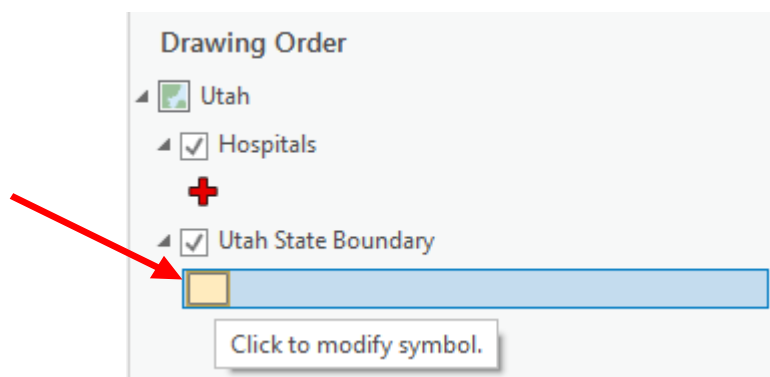 Drawing Order
Utah
Hospitals
Utah State Boundary
Click to modify symbol.